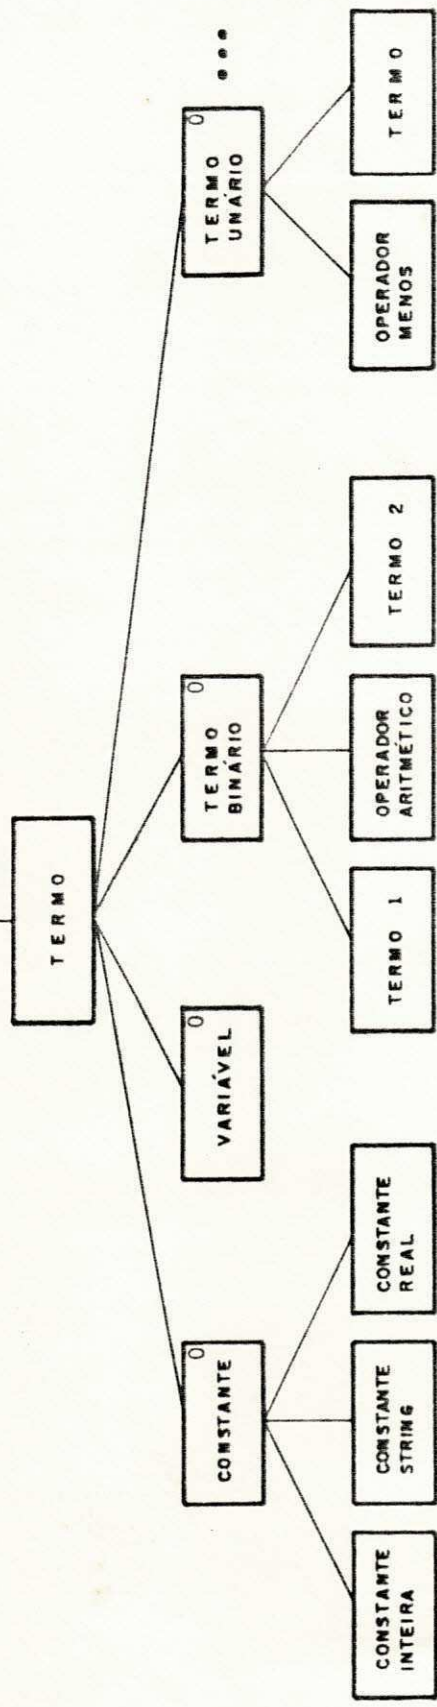 TERMO
CONSTANTE
O
VARIÁVEL
O
TERMO
BINÁRIO
O
TERMO
UNÁRIO
O
...
CONSTANTE
INTEIRA
CONSTANTE
STRING
CONSTANTE
REAL
TERMO 1
OPERADOR
ARITMÉTICO
TERMO 2
OPERADOR
MENOS
TERMO